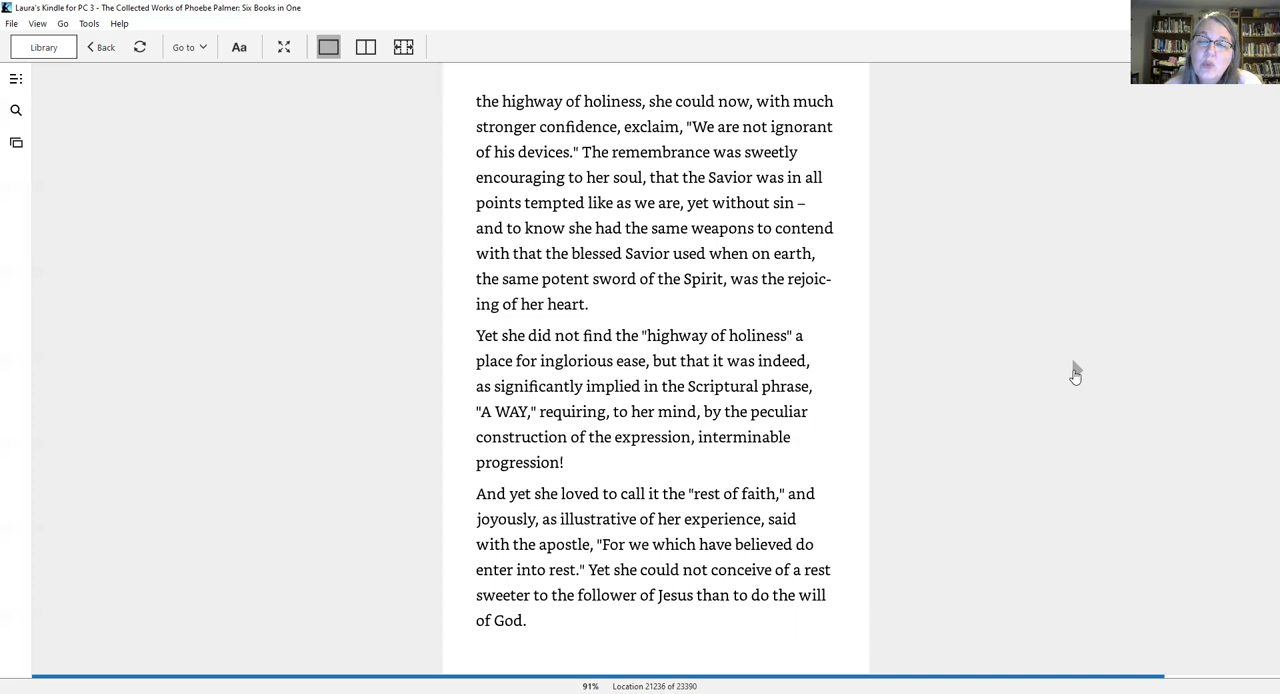 Laura's Kindle for PC 3 - The Collected Works of Phoebe Palmer: Six Books in One
File View Go Tools Help
Library Back Go to Aa
the highway of holiness, she could now, with much
stronger confidence, exclaim, "We are not ignorant
of his devices." The remembrance was sweetly
encouraging to her soul, that the Savior was in all
points tempted like as we are, yet without sin –
and to know she had the same weapons to contend
with that the blessed Savior used when on earth,
the same potent sword of the Spirit, was the rejoic-
ing of her heart.
Yet she did not find the "highway of holiness" a
place for inglorious ease, but that it was indeed,
as significantly implied in the Scriptural phrase,
"A WAY," requiring, to her mind, by the peculiar
construction of the expression, interminable
progression!
And yet she loved to call it the "rest of faith," and
joyously, as illustrative of her experience, said
with the apostle, "For we which have believed do
enter into rest." Yet she could not conceive of a rest
sweeter to the follower of Jesus than to do the will
of God.
91% Location 21236 of 23390